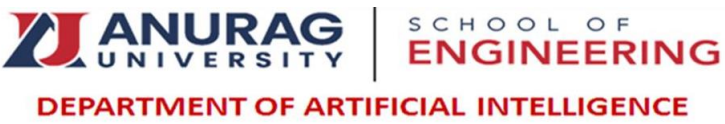 ANURAG
UNIVERSITY
SCHOOL OF
ENGINEERING
DEPARTMENT OF ARTIFICIAL INTELLIGENCE